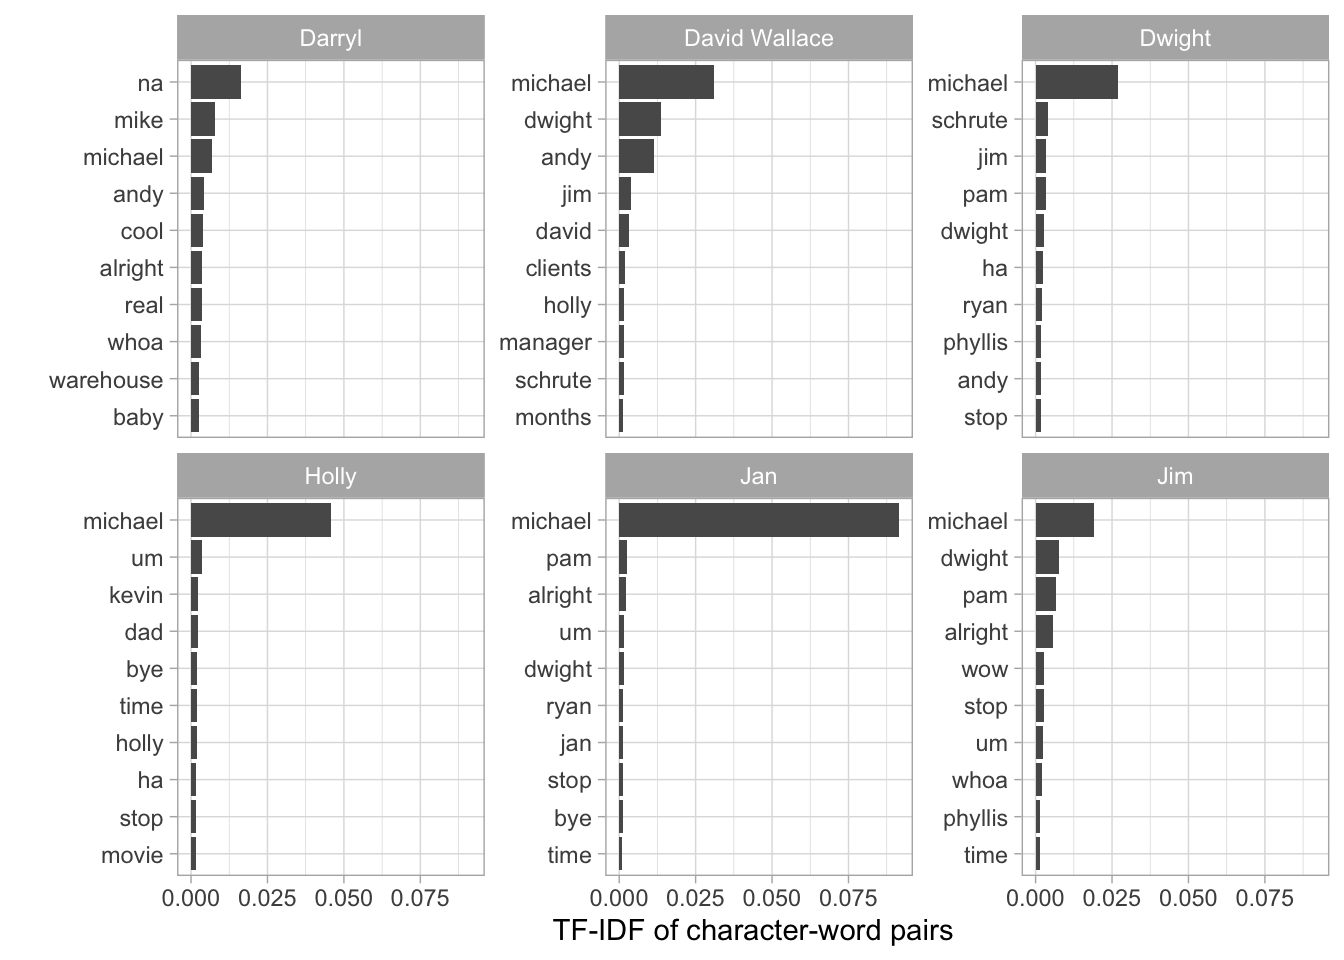 Darryl
na
mike
michael
andy
cool
alright
real
whoa
warehouse
baby
David Wallace
michael
dwight
andy
jim
david
clients
holly
manager
schrute
months
Dwight
michael
schrute
jim
pam
dwight
ha
ryan
phyllis
andy
stop
Holly
michael
um
kevin
dad
bye
time
holly
ha
stop
movie
0.000 0.025 0.050 0.075
Jan
michael
pam
alright
um
dwight
ryan
jan
stop
bye
time
0.000 0.025 0.050 0.075
Jim
michael
dwight
pam
alright
wow
stop
um
whoa
phyllis
time
0.000 0.025 0.050 0.075
TF-IDF of character-word pairs